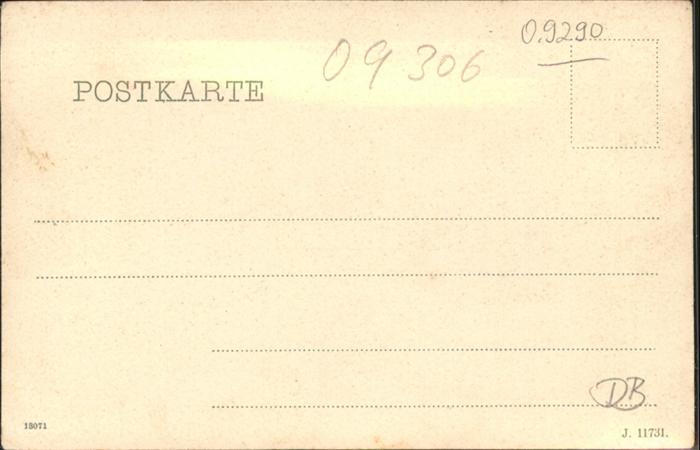 0.9290
09 306
POSTKARTE
DB
13071
J. 11731.